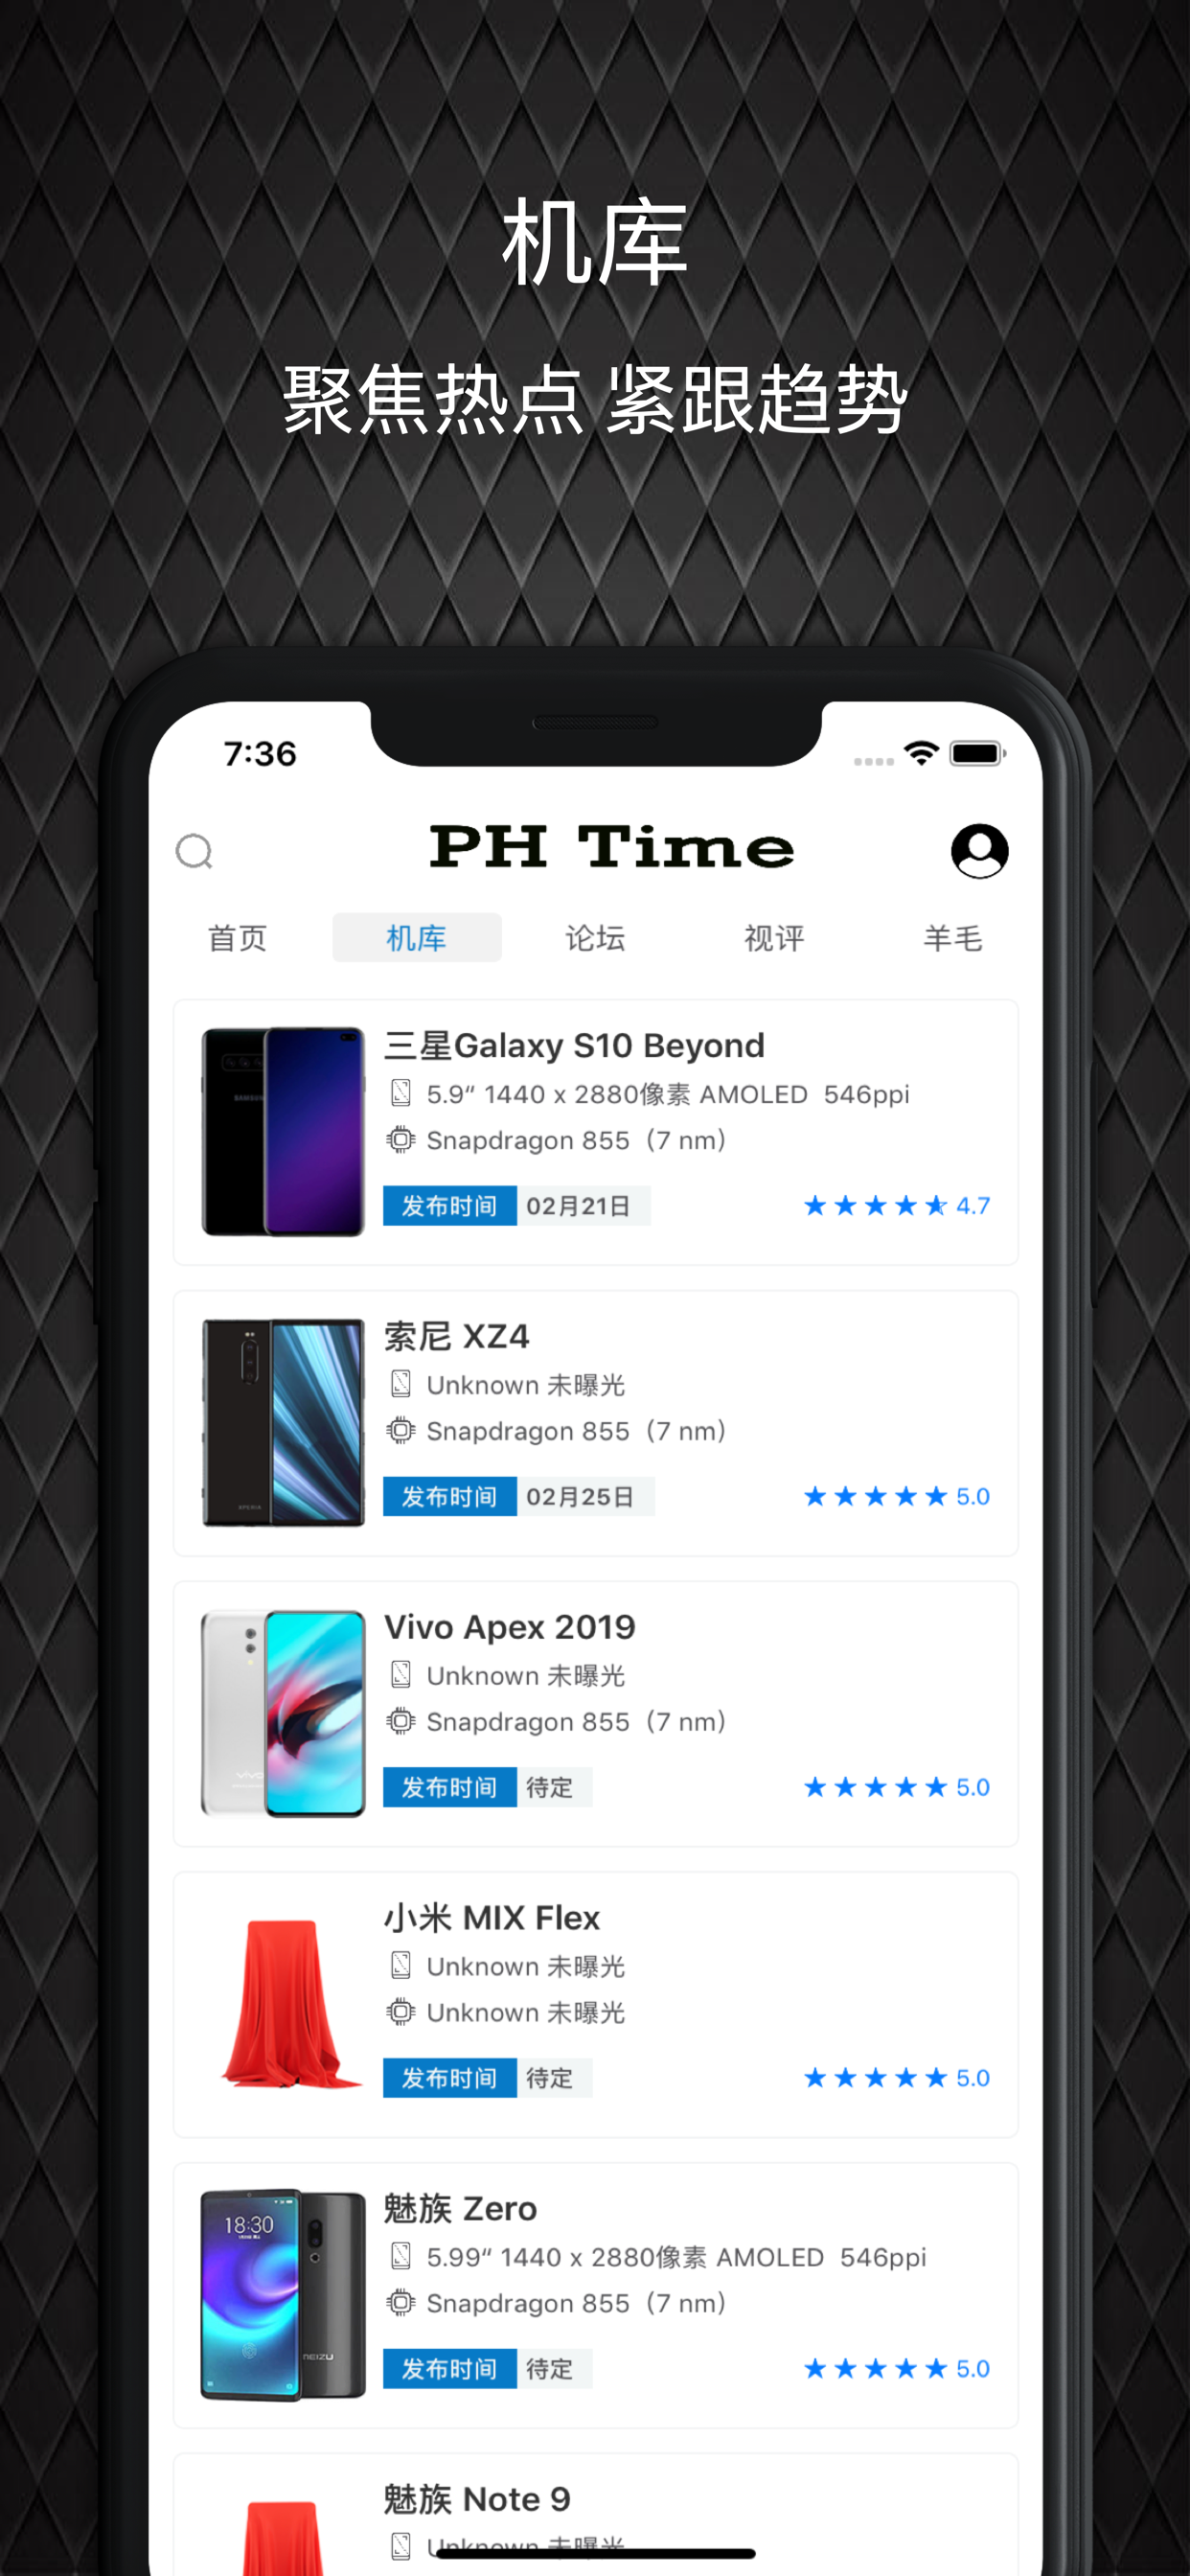 机库
聚焦热点 紧跟趋势
7:36
PH Time
首页 机库 论坛 视评 羊毛
三星Galaxy S10 Beyond
5.9“ 1440 x 2880像素 AMOLED 546ppi
Snapdragon 855（7 nm）
发布时间 02月21日 4.7
SAMSUNG
索尼 XZ4
Unknown 未曝光
Snapdragon 855（7 nm）
发布时间 02月25日 5.0
XPERIA
Vivo Apex 2019
Unknown 未曝光
Snapdragon 855（7 nm）
发布时间 待定 5.0
vivo
小米 MIX Flex
Unknown 未曝光
Unknown 未曝光
发布时间 待定 5.0
魅族 Zero
18:30
5.99“ 1440 x 2880像素 AMOLED 546ppi
Snapdragon 855（7 nm）
MEIZU
发布时间 待定 5.0
魅族 Note 9
Unknown 未曝光